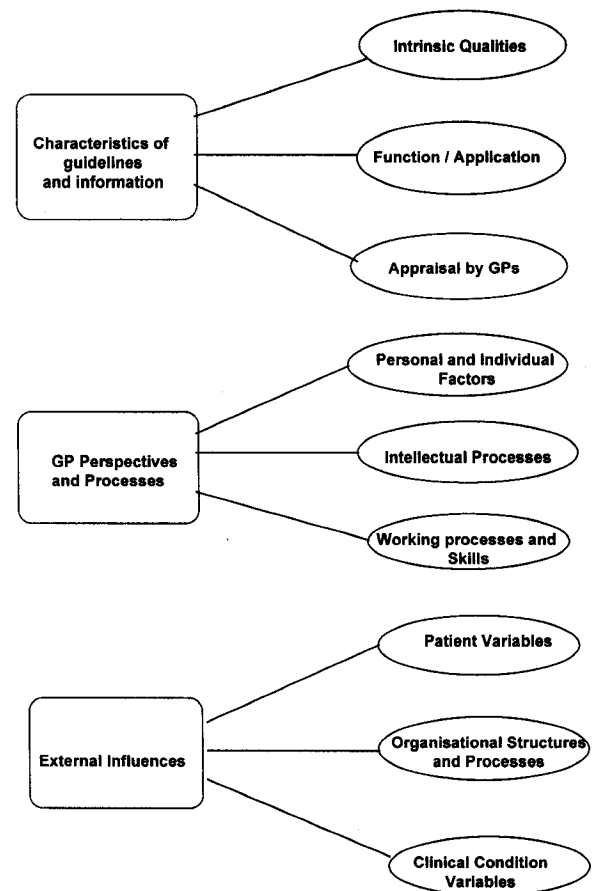 Intrinsic Qualities
Characteristics of
guidelines
and information
Function / Application
Appraisal by GPs
Personal and Individual
Factors
GP Perspectives
and Processes
Intellectual Processes
Working processes and
Skills
Patient Variables
External Influences
Organisational Structures
and Processes
Clinical Condition
Variables